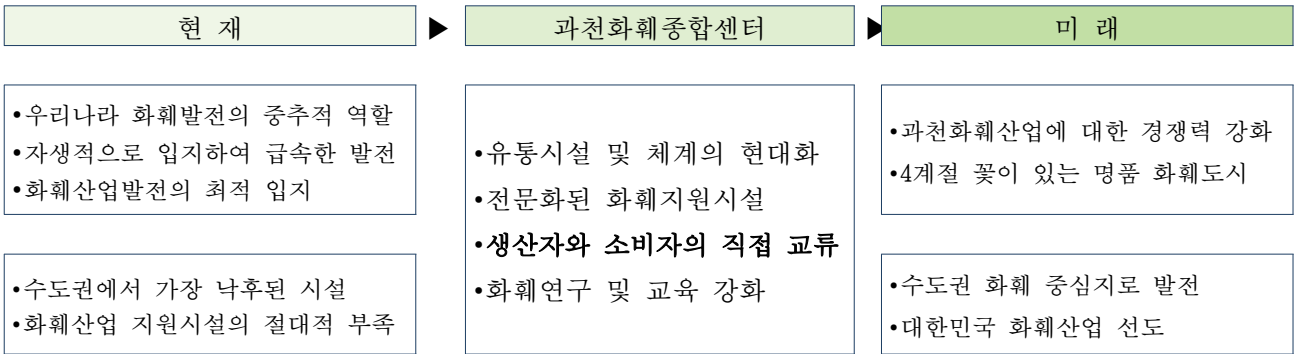 현 재
▶
과천화훼종합센터
▶
미 래
•우리나라 화훼발전의 중추적 역할
•자생적으로 입지하여 급속한 발전
•화훼산업발전의 최적 입지
•수도권에서 가장 낙후된 시설
•화훼산업 지원시설의 절대적 부족
•유통시설 및 체계의 현대화
•전문화된 화훼지원시설
•생산자와 소비자의 직접 교류
•화훼연구 및 교육 강화
•과천화훼산업에 대한 경쟁력 강화
•4계절 꽃이 있는 명품 화훼도시
•수도권 화훼 중심지로 발전
•대한민국 화훼산업 선도